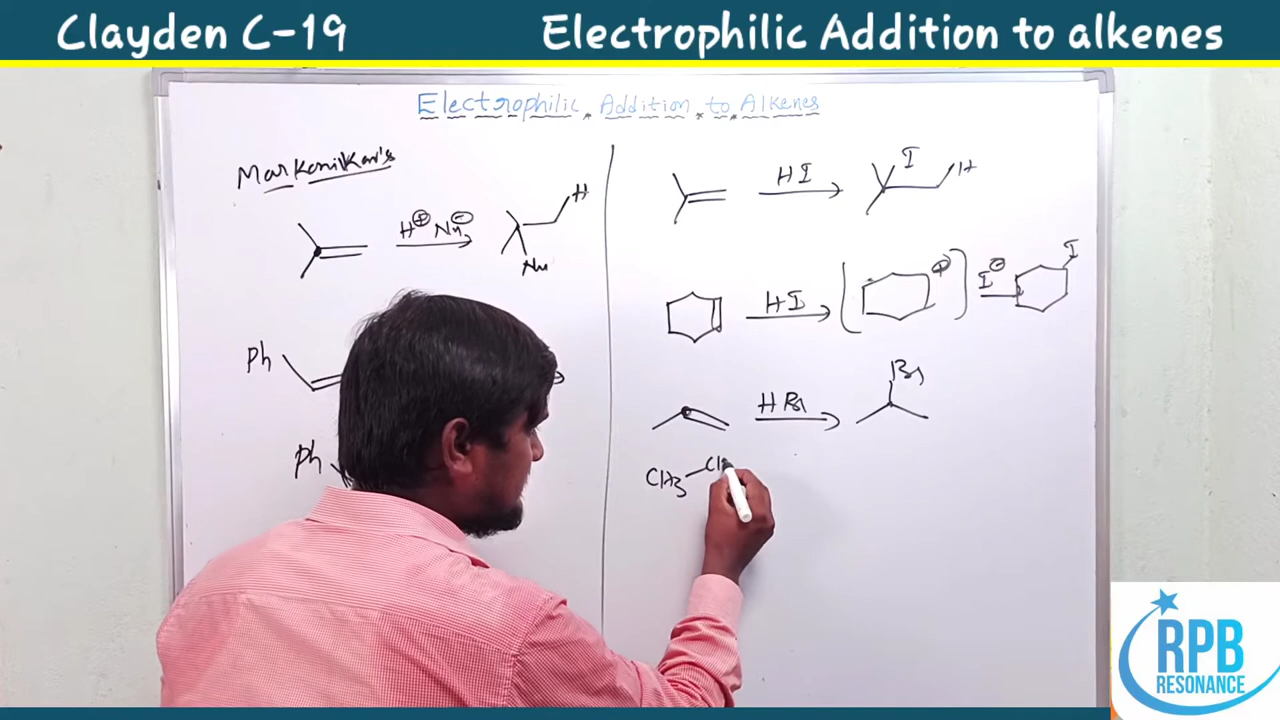 Clayden C-19 Electrophilic Addition to alkenes
Electrophilic Addition to Alkenes
Markonikar's
H⊕ Nu⊖
H
Nu
Ph
Ph
HI
I
H
HI
⊕
I⊖
I
HBr
Br
CH3
RPB
RESONANCE